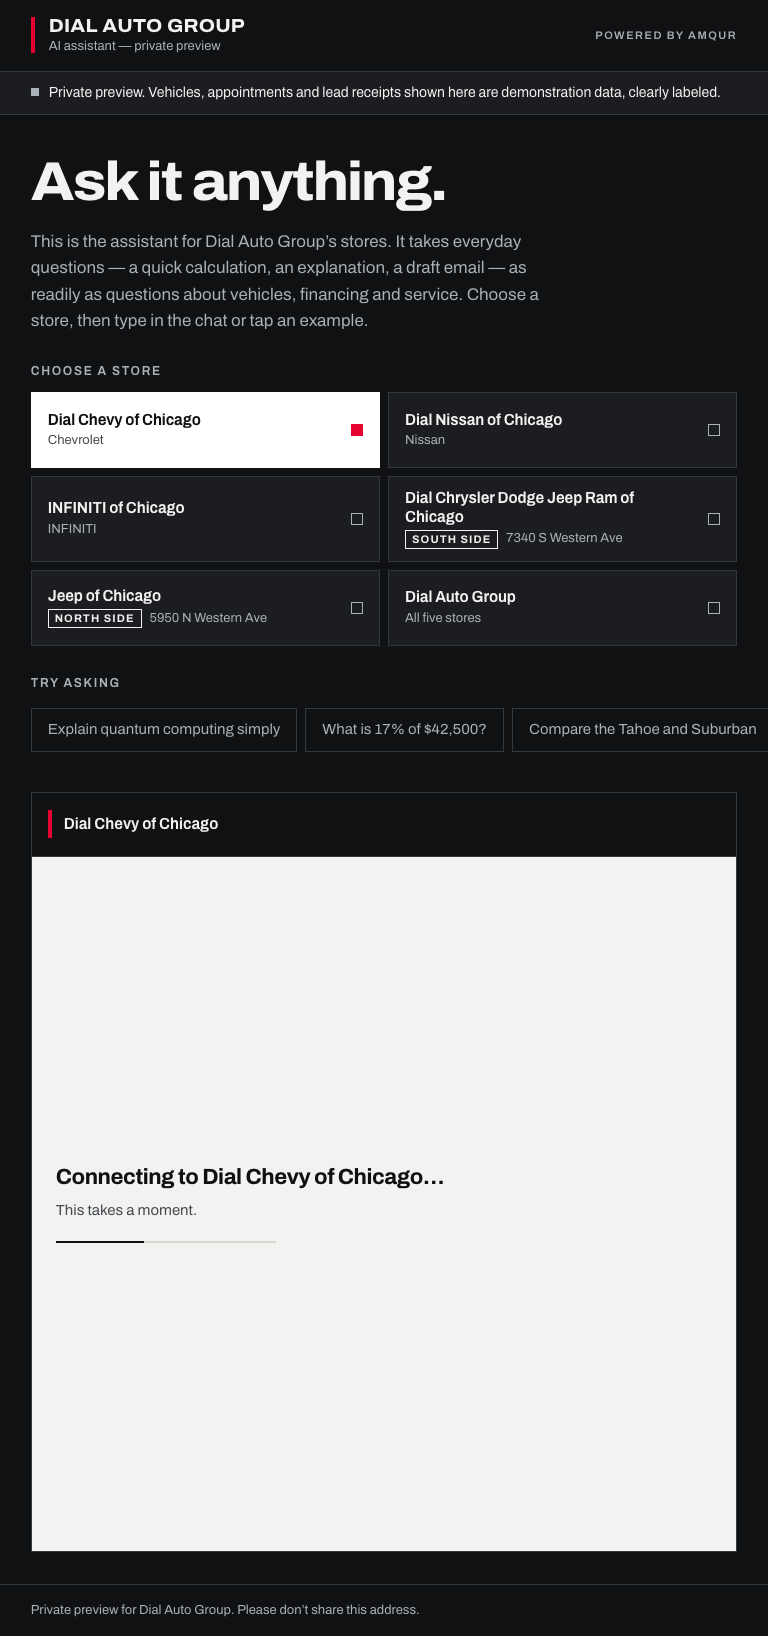 DIAL AUTO GROUP
AI assistant — private preview
POWERED BY AMQUR
Private preview. Vehicles, appointments and lead receipts shown here are demonstration data, clearly labeled.
Ask it anything.
This is the assistant for Dial Auto Group’s stores. It takes everyday
questions — a quick calculation, an explanation, a draft email — as
readily as questions about vehicles, financing and service. Choose a
store, then type in the chat or tap an example.
CHOOSE A STORE
Dial Chevy of Chicago
Chevrolet
Dial Nissan of Chicago
Nissan
INFINITI of Chicago
INFINITI
Dial Chrysler Dodge Jeep Ram of
Chicago
SOUTH SIDE 7340 S Western Ave
Jeep of Chicago
NORTH SIDE 5950 N Western Ave
Dial Auto Group
All five stores
TRY ASKING
Explain quantum computing simply
What is 17% of $42,500?
Compare the Tahoe and Suburban
Dial Chevy of Chicago
Connecting to Dial Chevy of Chicago…
This takes a moment.
Private preview for Dial Auto Group. Please don’t share this address.